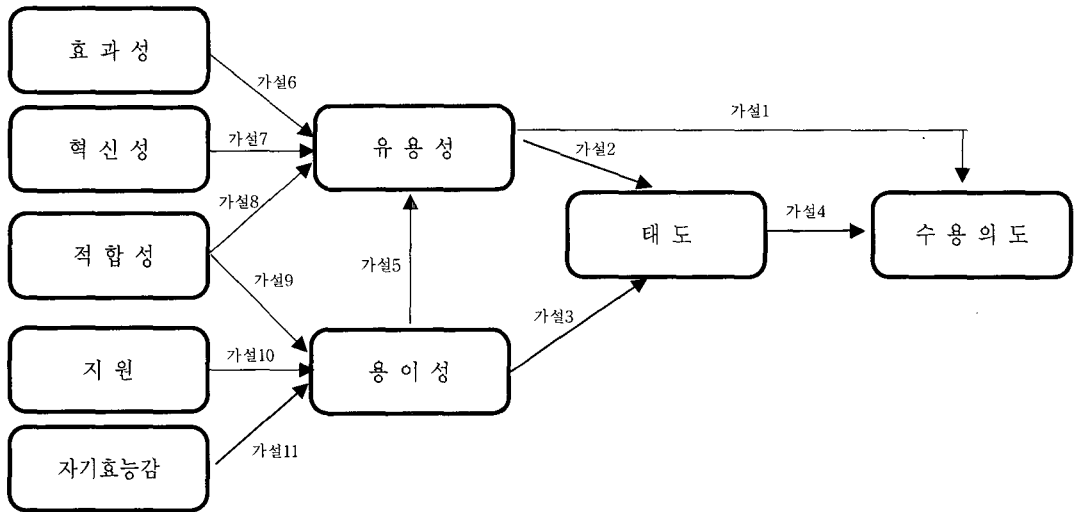 효과성
가설6
가설1
혁신성
가설7
유용성
가설2
가설8
적합성
태도
가설4
수용의도
가설9
가설5
가설3
지원
가설10
용이성
가설11
자기효능감